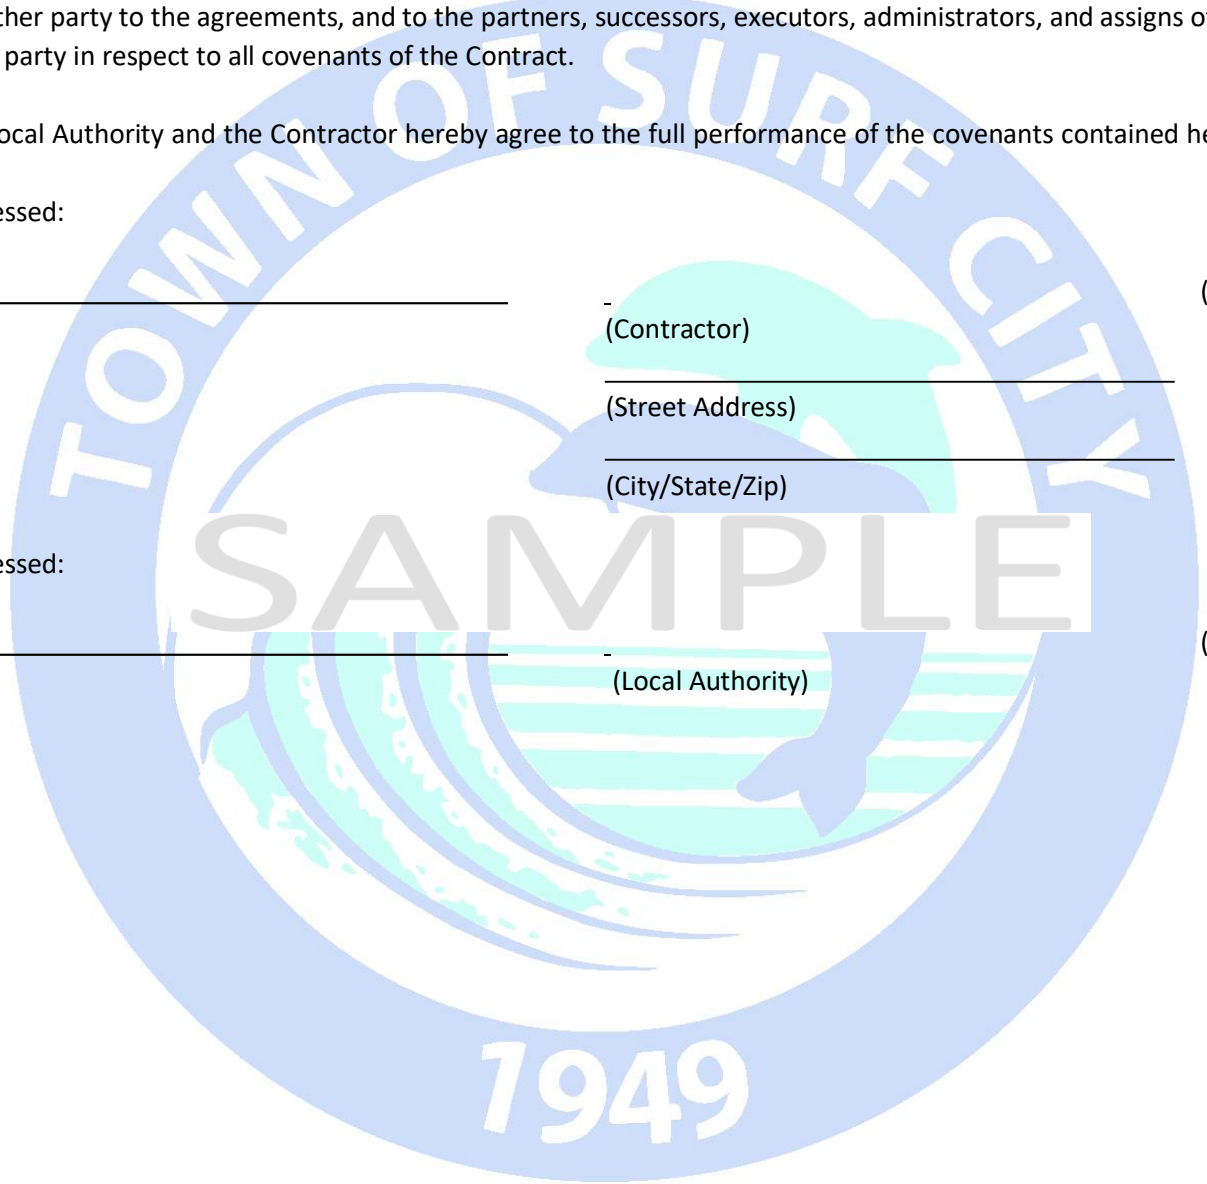 ther party to the agreements, and to the partners, successors, executors, administrators, and assigns of
party in respect to all covenants of the Contract.
ocal Authority and the Contractor hereby agree to the full performance of the covenants contained he
essed:
(
(Contractor)
(Street Address)
(City/State/Zip)
SAMPLE
essed:
(
(Local Authority)
TOWN OF SURF CITY
1949